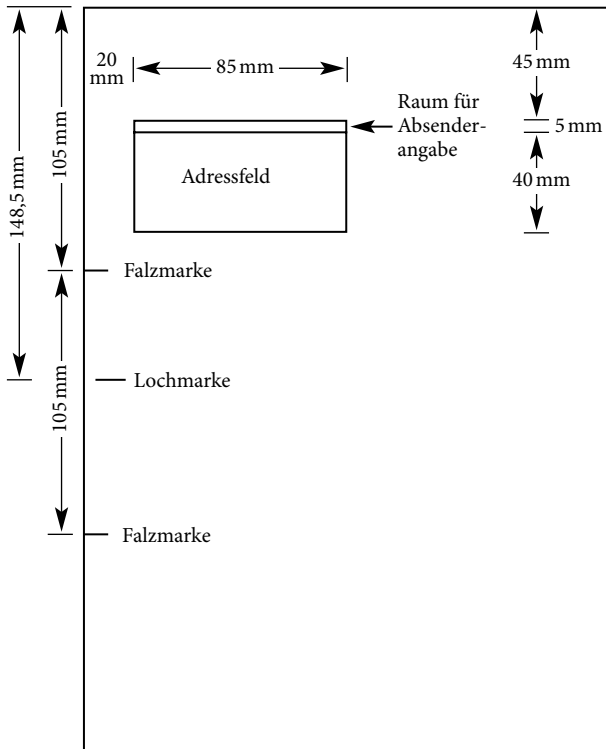 20
mm
85 mm
45 mm
Raum für
Absender-
angabe
5 mm
105 mm
148,5 mm
Adressfeld
40 mm
Falzmarke
Lochmarke
105 mm
Falzmarke